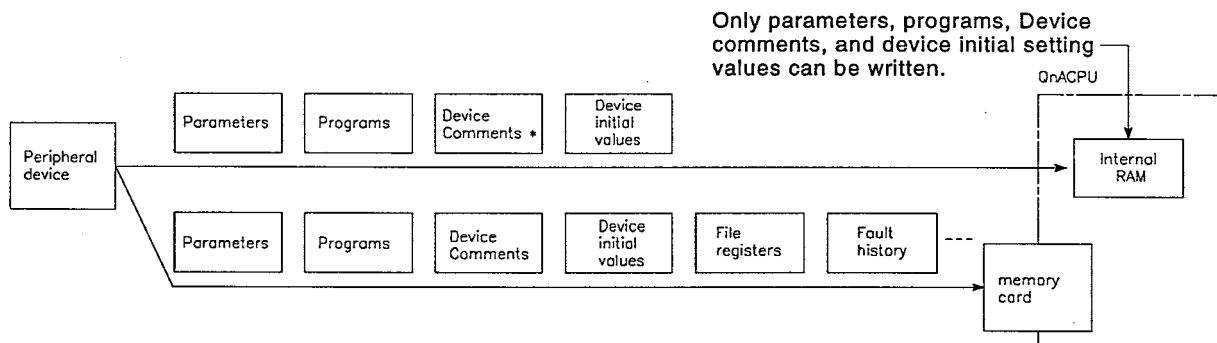 Only parameters, programs, Device
comments, and device initial setting
values can be written.
QnACPU
Parameters
Programs
Device
Comments *
Device
initial
values
Peripheral
device
Internal
RAM
Parameters
Programs
Device
Comments
Device
initial
values
File
registers
Fault
history
memory
card